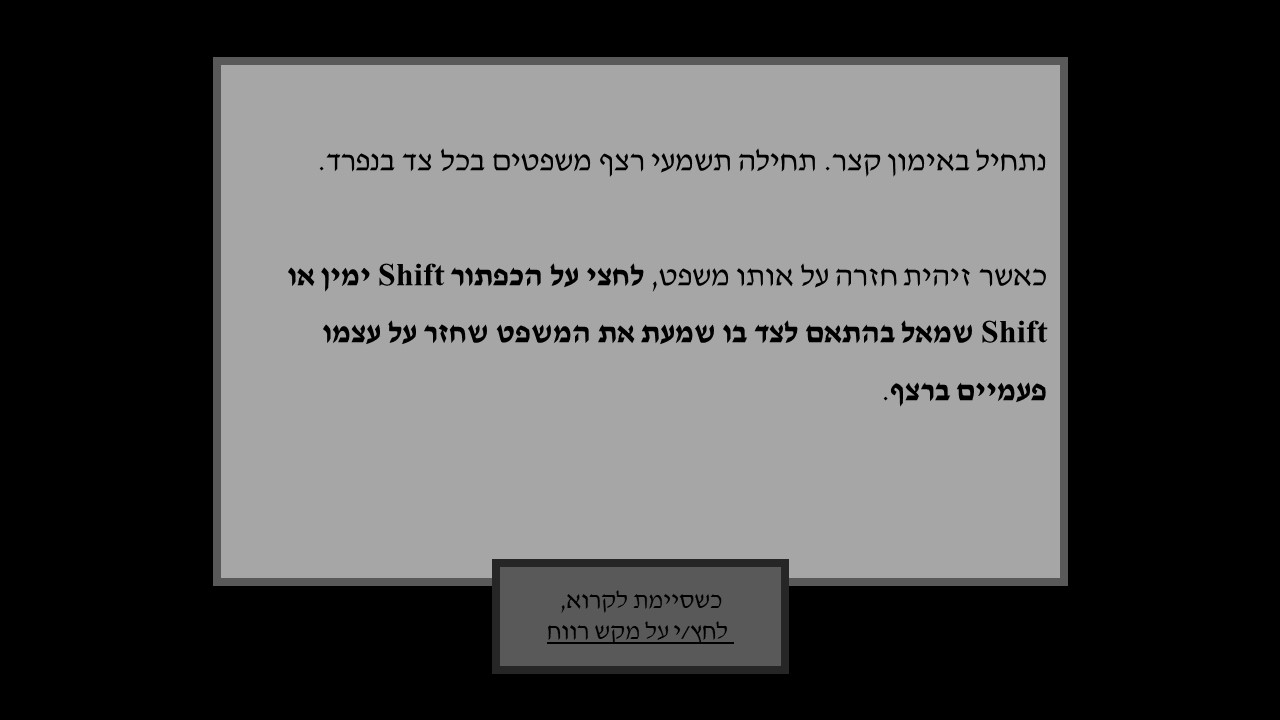 נתחיל באימון קצר. תחילה תשמעי רצף משפטים בכל צד בנפרד.
כאשר זיהית חזרה על אותו משפט, לחצי על הכפתור Shift ימין או
Shift שמאל בהתאם לצד בו שמעת את המשפט שחזר על עצמו
פעמיים ברצף.
כשסיימת לקרוא,
לחץ/י על מקש רווח